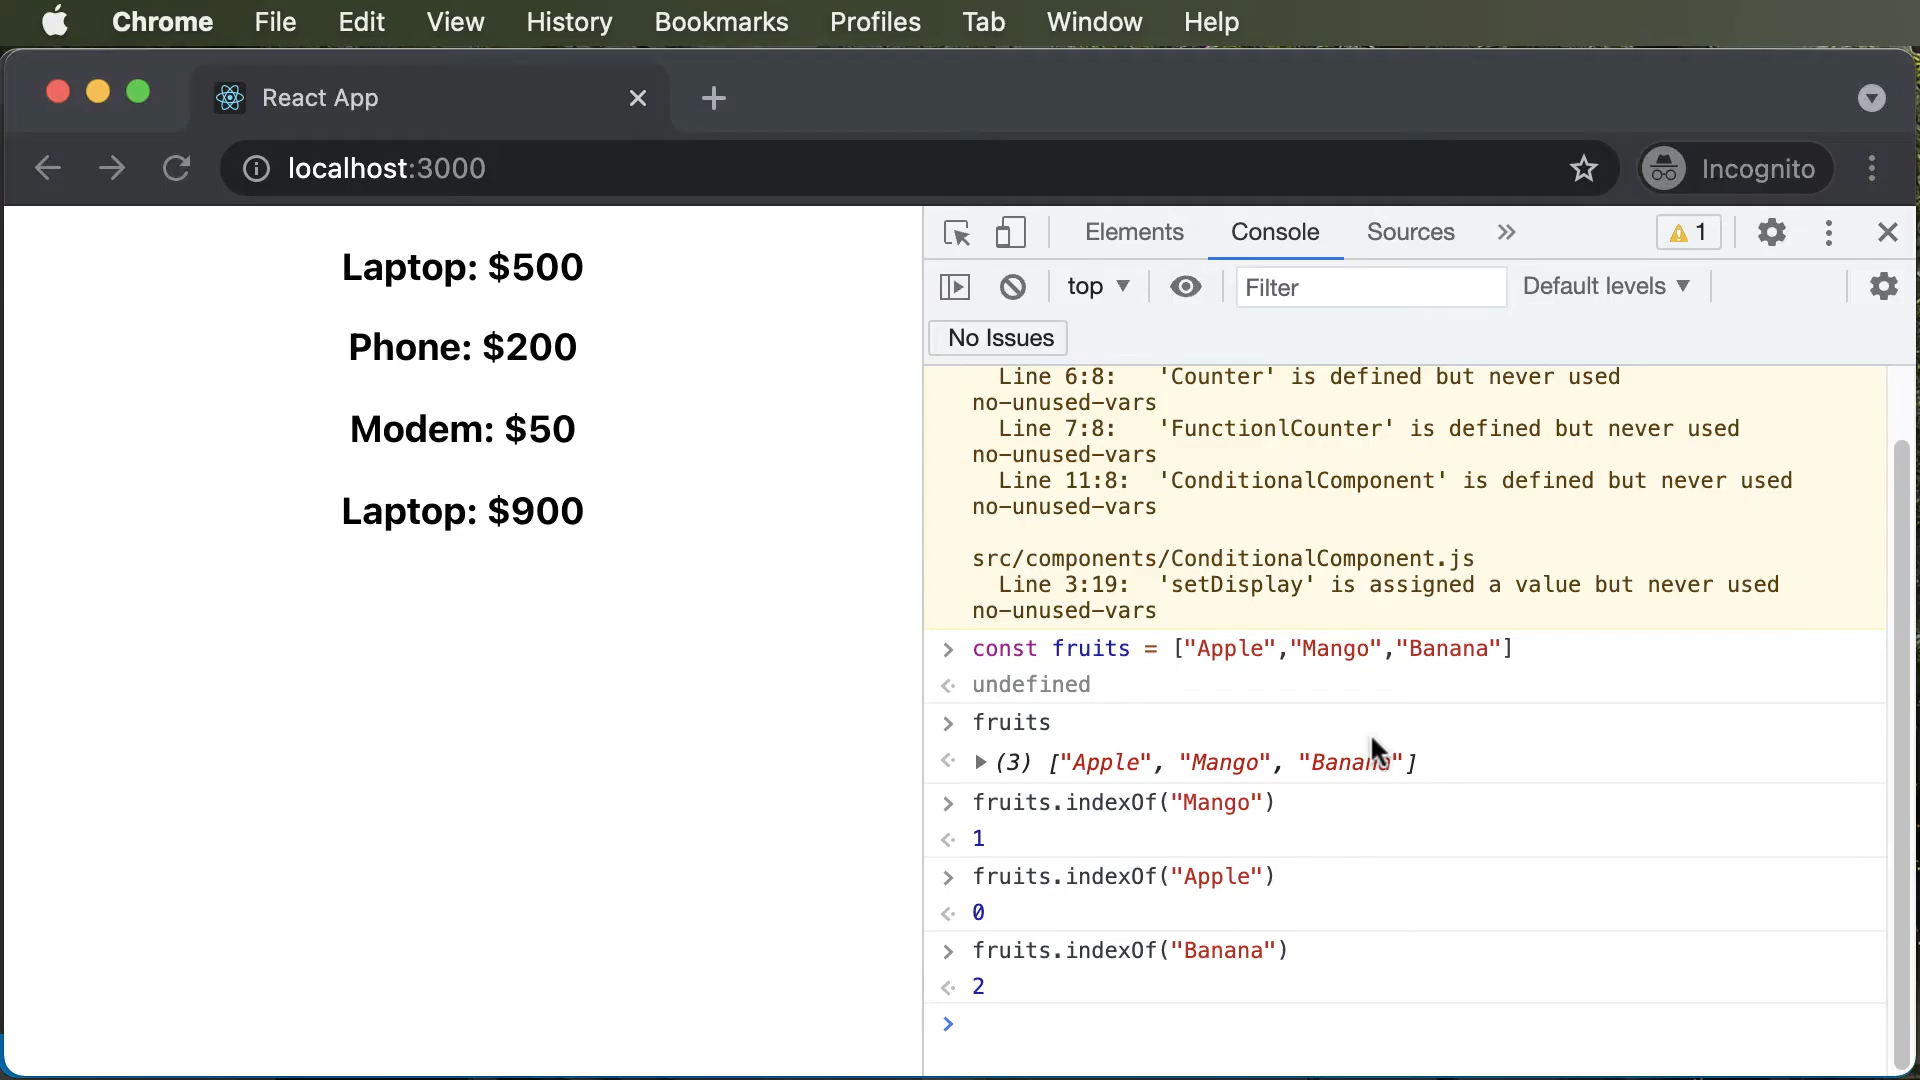 Chrome File Edit View History Bookmarks Profiles Tab Window Help
React App
localhost:3000
Incognito
Elements Console Sources 1
top Filter Default levels
No Issues
Laptop: $500
Phone: $200
Modem: $50
Laptop: $900
Line 6:8: 'Counter' is defined but never used
no-unused-vars
Line 7:8: 'FunctionlCounter' is defined but never used
no-unused-vars
Line 11:8: 'ConditionalComponent' is defined but never used
no-unused-vars
src/components/ConditionalComponent.js
Line 3:19: 'setDisplay' is assigned a value but never used
no-unused-vars
const fruits = ["Apple","Mango","Banana"]
undefined
fruits
(3) ["Apple", "Mango", "Banana"]
fruits.indexOf("Mango")
1
fruits.indexOf("Apple")
0
fruits.indexOf("Banana")
2